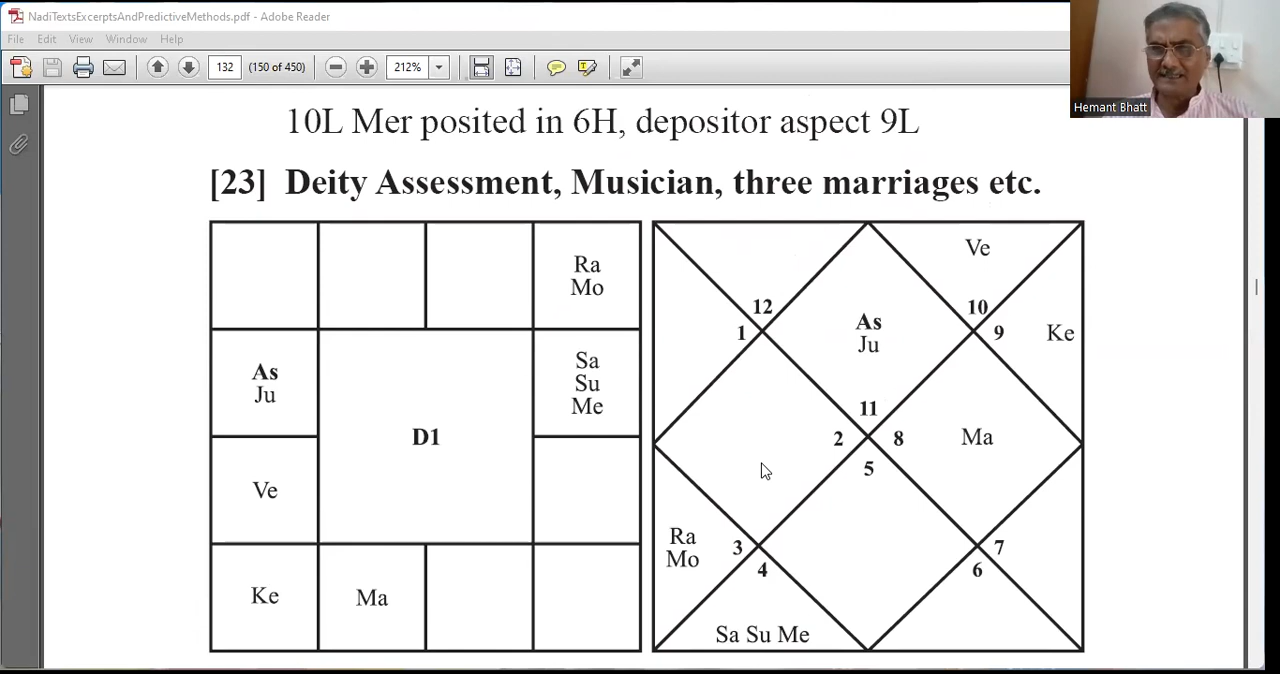 NadiTextsExcerptsAndPredictiveMethods.pdf - Adobe Reader
File Edit View Window Help
132 (150 of 450) 212%
Hemant Bhatt
10L Mer posited in 6H, depositor aspect 9L
[23] Deity Assessment, Musician, three marriages etc.
Ra
Mo
As
Ju
Sa
Su
Me
D1
Ve
Ke
Ma
Ve
12
10
1
As
Ju
9
Ke
11
2
8
Ma
5
Ra
Mo
3
7
4
6
Sa Su Me